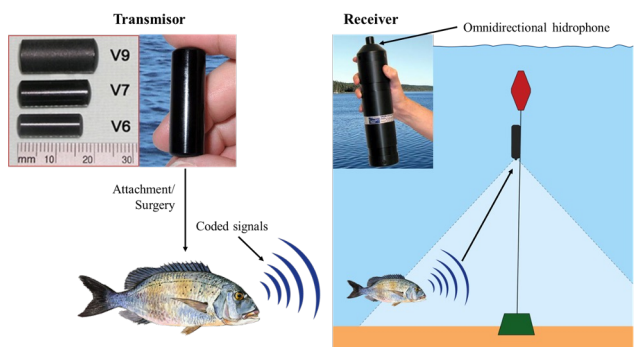 Transmisor
V9
V7
V6
mm 10 20 30
Attachment/
Surgery
Coded signals
Receiver
Omnidirectional hidrophone